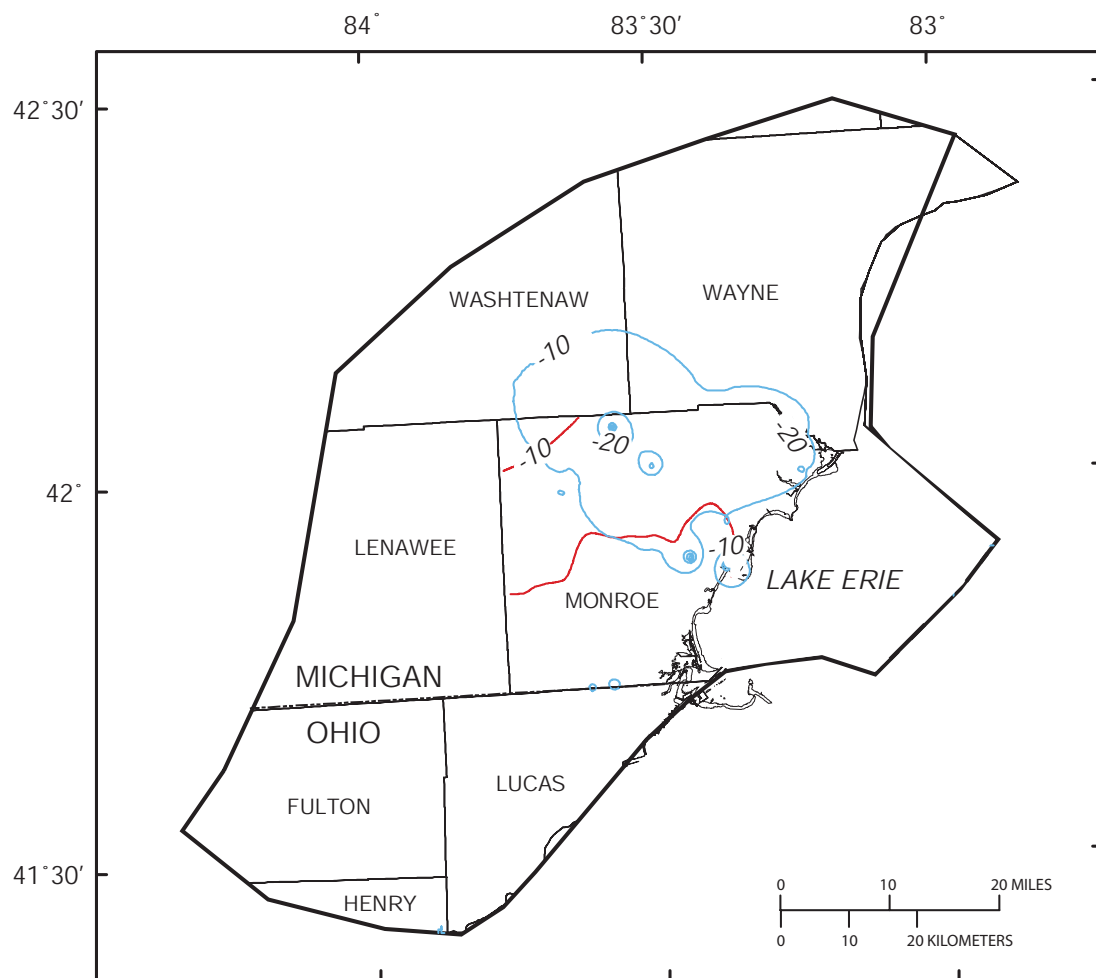 84° 83°30′ 83°
42°30′
WASHTENAW WAYNE
-10
-10 -20 -20
42°
LENAWEE -10
MONROE LAKE ERIE
MICHIGAN
OHIO
LUCAS
FULTON
41°30′
HENRY
0 10 20 MILES
0 10 20 KILOMETERS